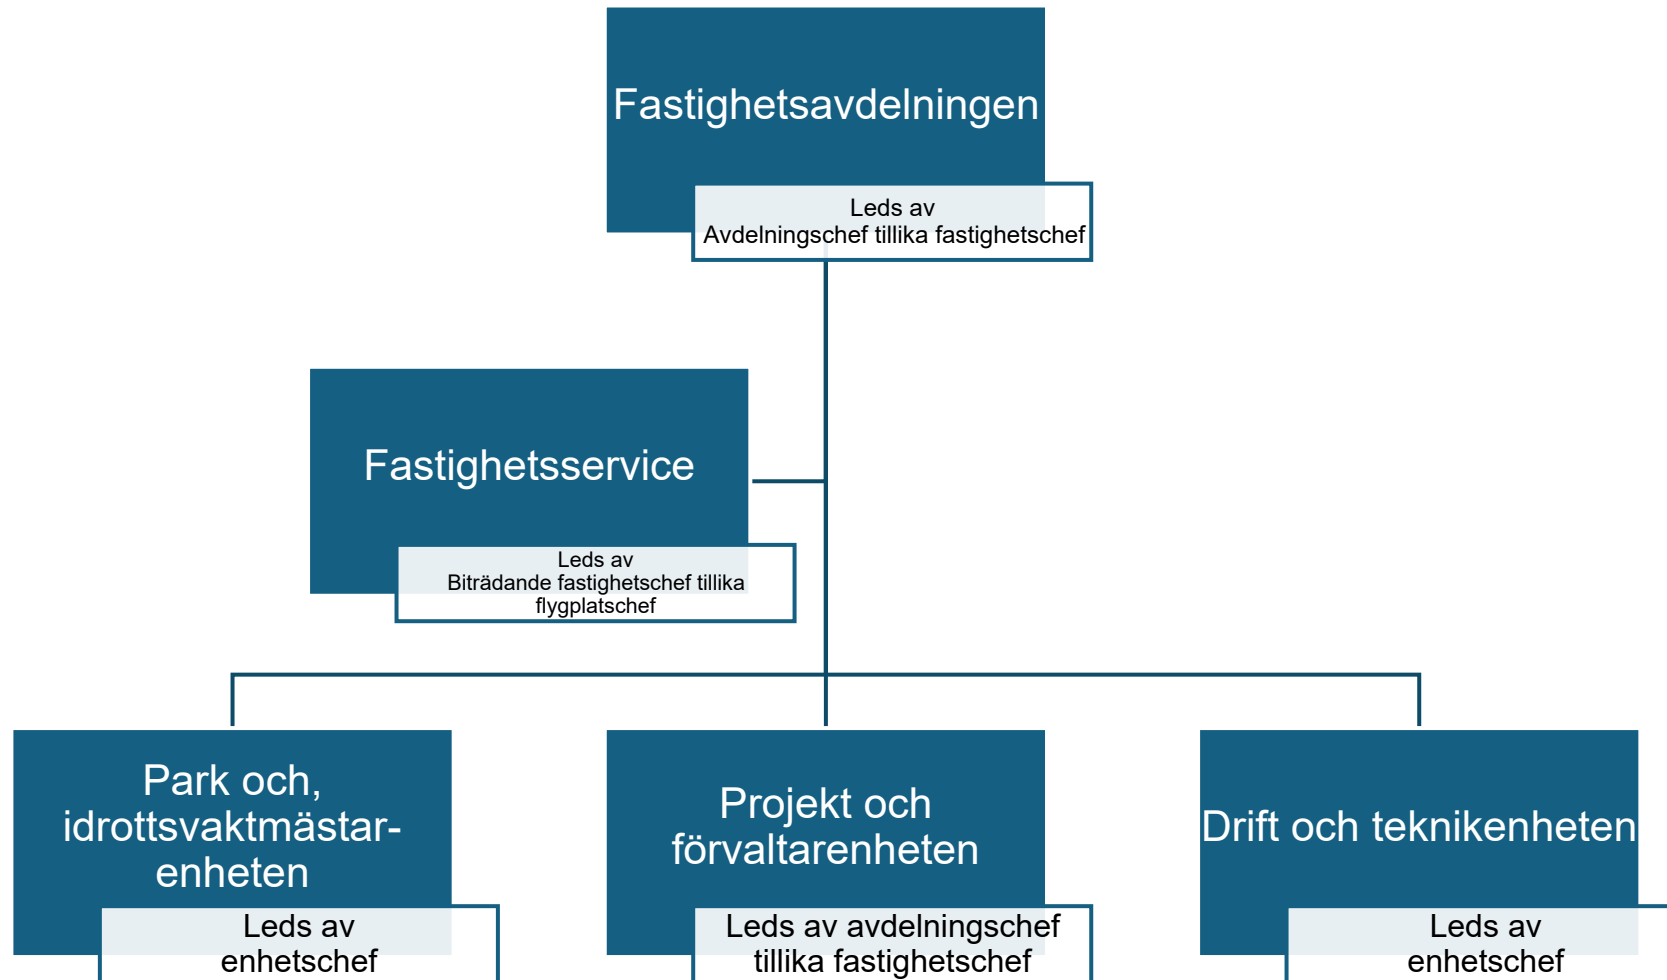 Fastighetsavdelningen
Leds av
Avdelningschef tillika fastighetschef
Fastighetsservice
Leds av
Biträdande fastighetschef tillika
flygplatschef
Park och,
idrottsvaktmästar-
enheten
Leds av
enhetschef
Projekt och
förvaltarenheten
Leds av avdelningschef
tillika fastighetschef
Drift och teknikenheten
Leds av
enhetschef